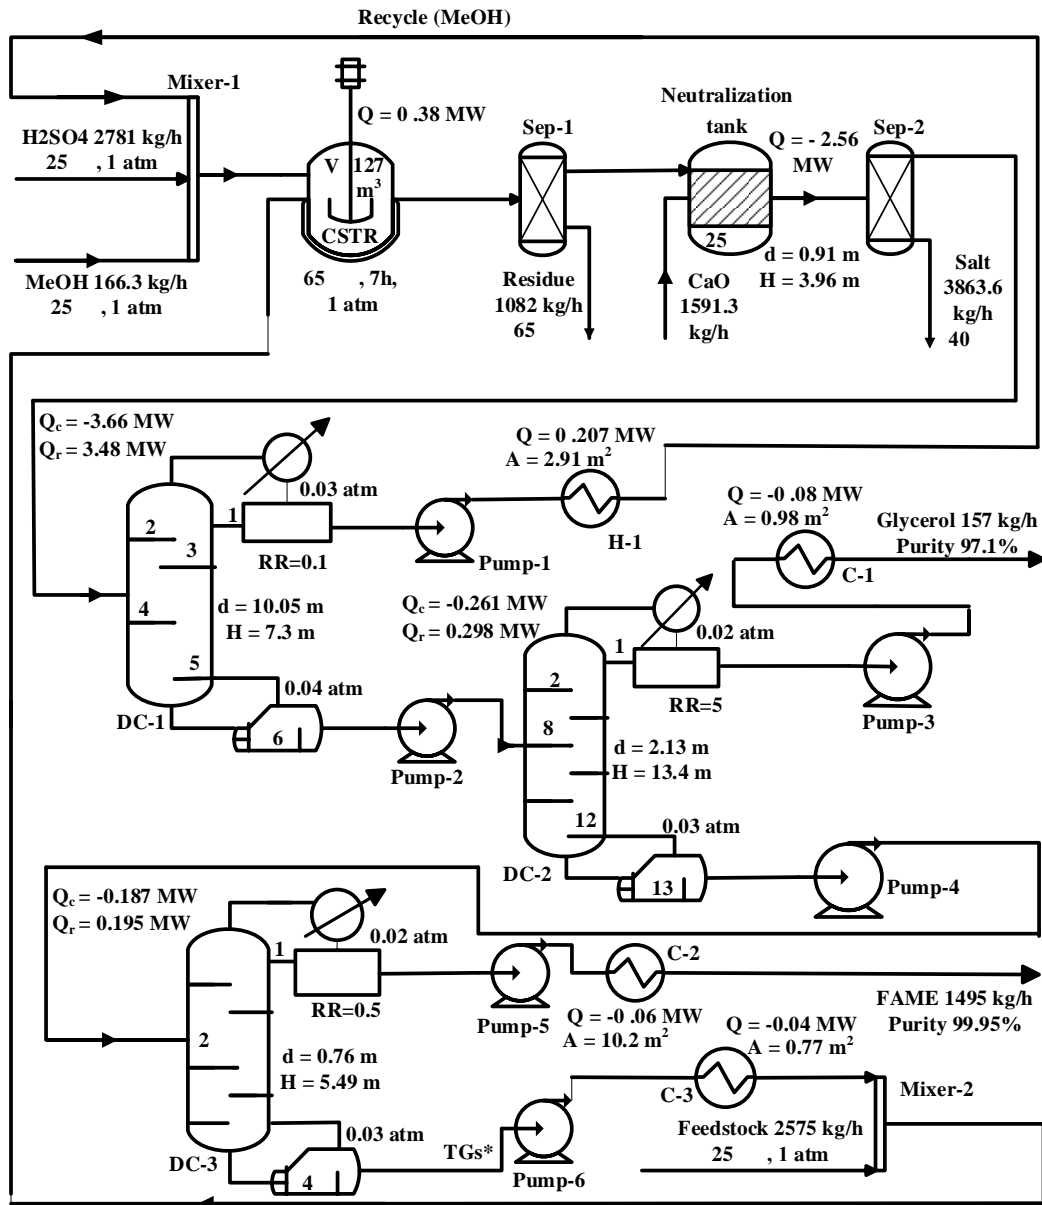 Recycle (MeOH)
Mixer-1
H2SO4 2781 kg/h
25 , 1 atm
MeOH 166.3 kg/h
25 , 1 atm
Q = 0 .38 MW
V 127
m³
CSTR
65 , 7h,
1 atm
Sep-1
Residue
1082 kg/h
65
Neutralization
tank
25
CaO
1591.3
kg/h
Q = - 2.56
MW
d = 0.91 m
H = 3.96 m
Sep-2
Salt
3863.6
kg/h
40
Qc = -3.66 MW
Qr = 3.48 MW
0.03 atm
1
2
3
4
5
RR=0.1
d = 10.05 m
H = 7.3 m
0.04 atm
6
DC-1
Pump-1
Q = 0 .207 MW
A = 2.91 m²
H-1
Pump-2
Qc = -0.261 MW
Qr = 0.298 MW
0.02 atm
1
2
8
12
RR=5
d = 2.13 m
H = 13.4 m
0.03 atm
13
DC-2
Pump-3
Q = -0 .08 MW
A = 0.98 m²
C-1
Glycerol 157 kg/h
Purity 97.1%
Pump-4
Qc = -0.187 MW
Qr = 0.195 MW
0.02 atm
1
2
RR=0.5
d = 0.76 m
H = 5.49 m
0.03 atm
4
DC-3
Pump-5
C-2
Q = -0 .06 MW
A = 10.2 m²
FAME 1495 kg/h
Purity 99.95%
TGs*
Pump-6
Q = -0.04 MW
A = 0.77 m²
C-3
Feedstock 2575 kg/h
25 , 1 atm
Mixer-2